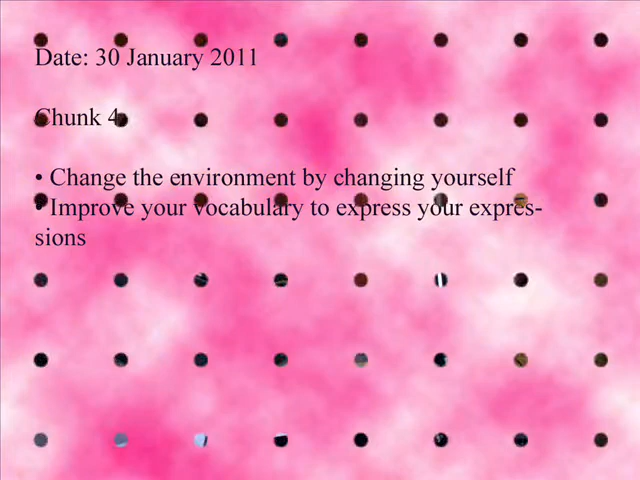 Date: 30 January 2011
Chunk 4
• Change the environment by changing yourself
• Improve your vocabulary to express your expres-
sions